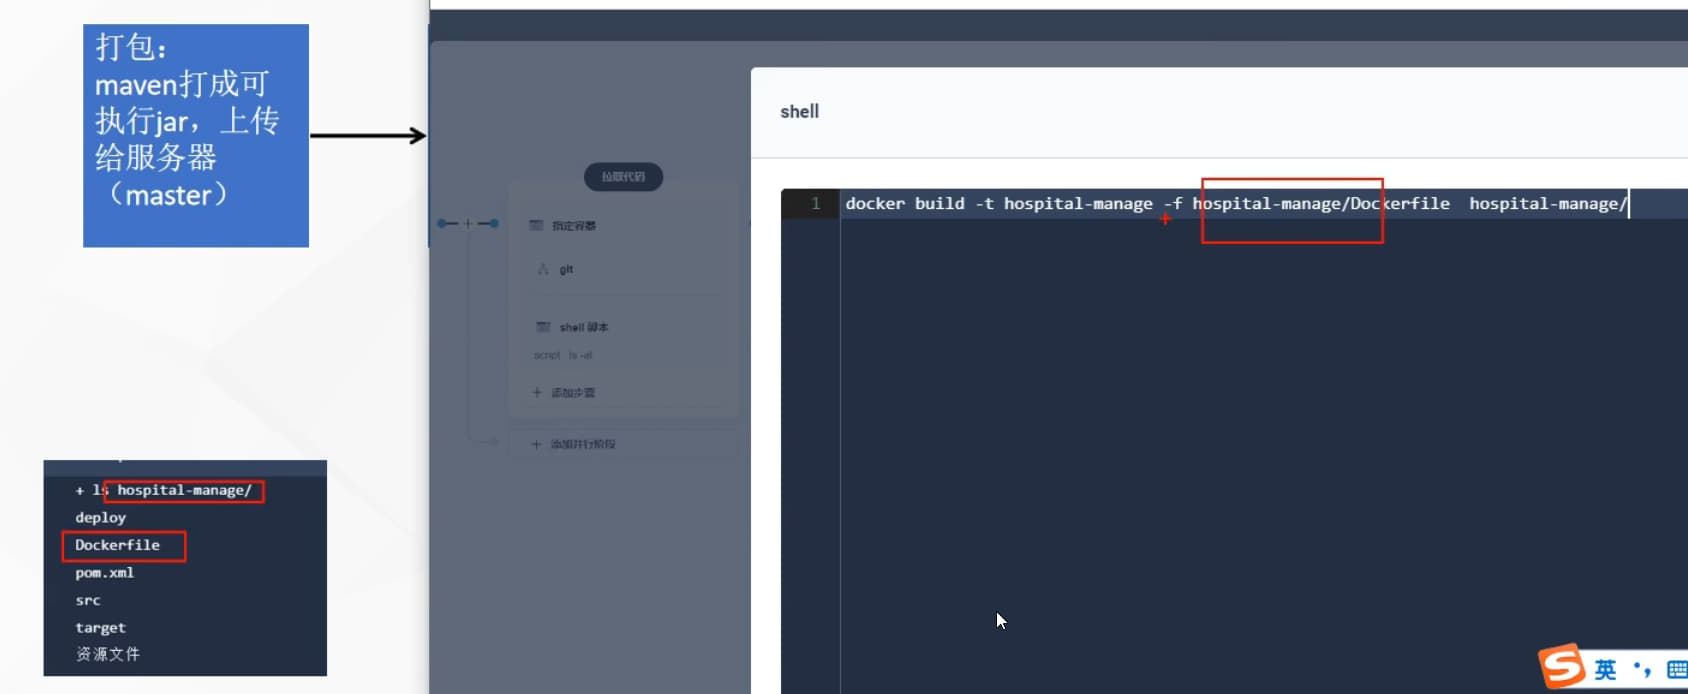 打包：
maven打成可
执行jar，上传
给服务器
（master）
shell
1 docker build -t hospital-manage -f hospital-manage/Dockerfile hospital-manage/
拉取代码
指定容器
git
shell 脚本
script ls -al
+ 添加步骤
+ 添加并行阶段
+ ls hospital-manage/
deploy
Dockerfile
pom.xml
src
target
资源文件
英